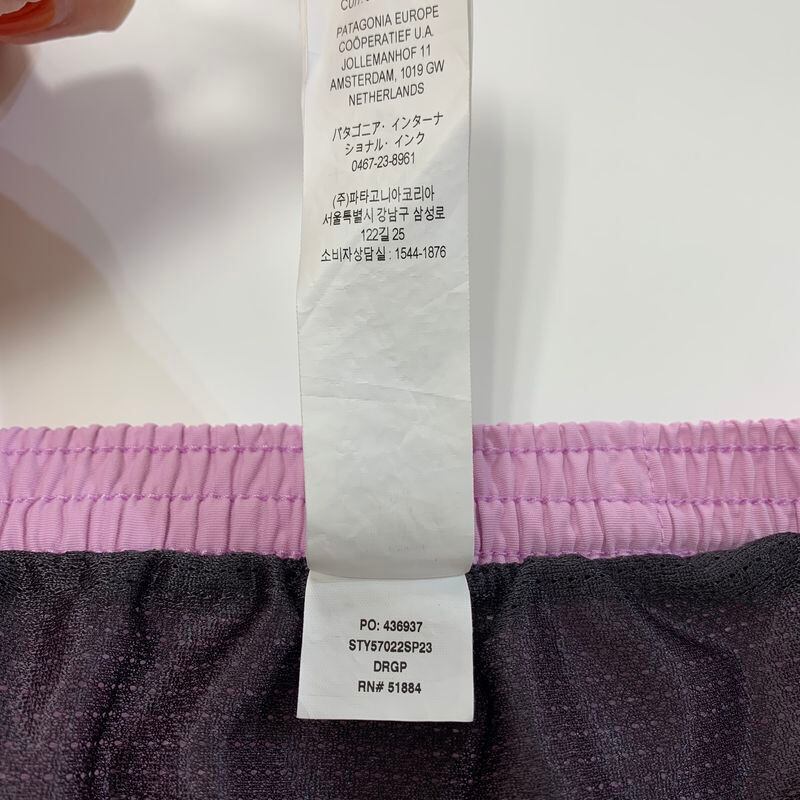 PATAGONIA EUROPE
COÖPERATIEF U.A.
JOLLEMANHOF 11
AMSTERDAM, 1019 GW
NETHERLANDS
パタゴニア・インターナ
ショナル・インク
0467-23-8961
(주)파타고니아코리아
서울특별시 강남구 삼성로
122길 25
소비자상담실 : 1544-1876
PO: 436937
STY57022SP23
DRGP
RN# 51884